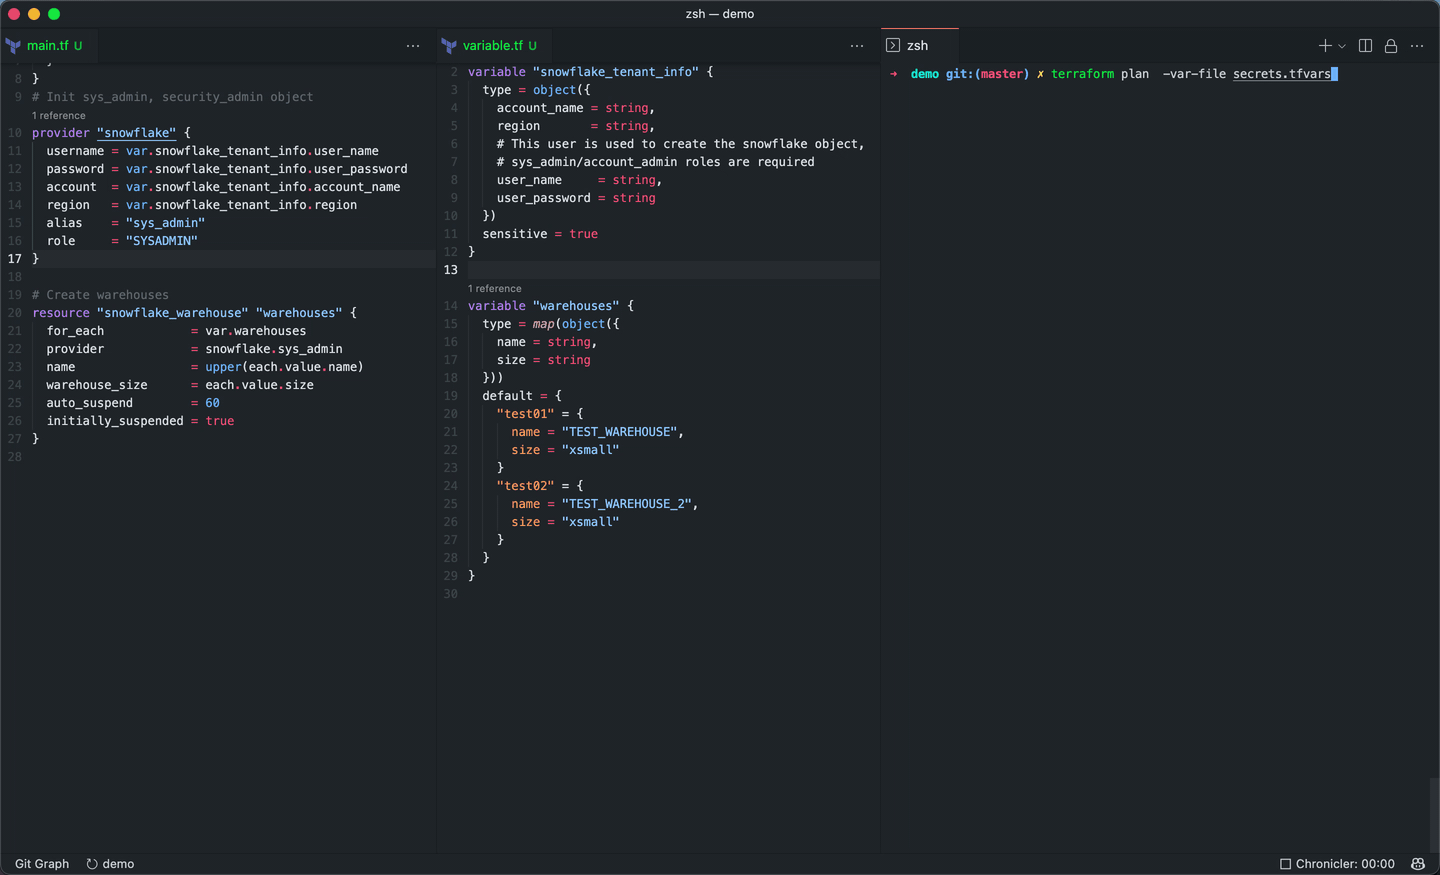 zsh — demo
main.tf U
8 }
9 # Init sys_admin, security_admin object
1 reference
10 provider "snowflake" {
11 username = var.snowflake_tenant_info.user_name
12 password = var.snowflake_tenant_info.user_password
13 account  = var.snowflake_tenant_info.account_name
14 region   = var.snowflake_tenant_info.region
15 alias    = "sys_admin"
16 role     = "SYSADMIN"
17 }
18
19 # Create warehouses
20 resource "snowflake_warehouse" "warehouses" {
21 for_each            = var.warehouses
22 provider            = snowflake.sys_admin
23 name                = upper(each.value.name)
24 warehouse_size      = each.value.size
25 auto_suspend        = 60
26 initially_suspended = true
27 }
28
variable.tf U
2 variable "snowflake_tenant_info" {
3 type = object({
4 account_name = string,
5 region       = string,
6 # This user is used to create the snowflake object,
7 # sys_admin/account_admin roles are required
8 user_name     = string,
9 user_password = string
10 })
11 sensitive = true
12 }
13
1 reference
14 variable "warehouses" {
15 type = map(object({
16 name = string,
17 size = string
18 }))
19 default = {
20 "test01" = {
21 name = "TEST_WAREHOUSE",
22 size = "xsmall"
23 }
24 "test02" = {
25 name = "TEST_WAREHOUSE_2",
26 size = "xsmall"
27 }
28 }
29 }
30
zsh
➜ demo git:(master) ✗ terraform plan  -var-file secrets.tfvars
Git Graph demo
Chronicler: 00:00